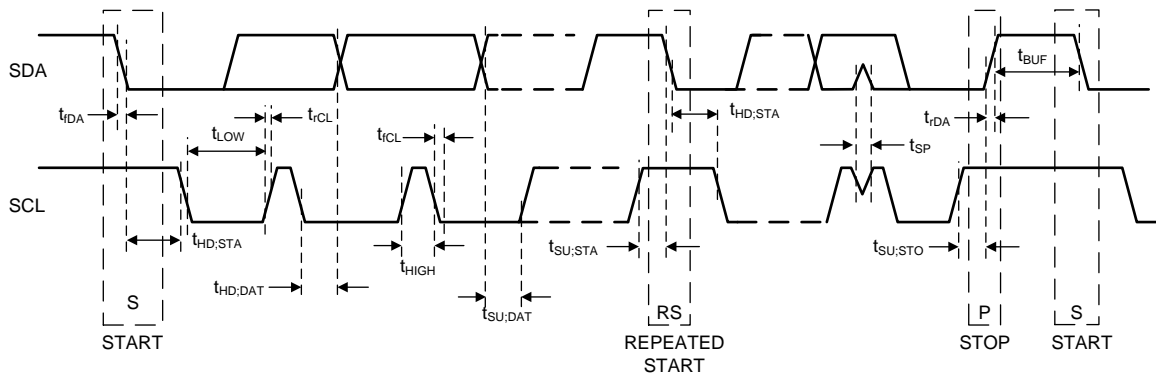 SDA
t_BUF
t_fDA
t_LOW
t_rCL
t_fCL
t_HD;STA
t_rDA
t_SP
SCL
t_HD;STA
t_HIGH
t_SU;STA
t_SU;STO
t_HD;DAT
t_SU;DAT
S
RS
P
S
START
REPEATED
START
STOP
START